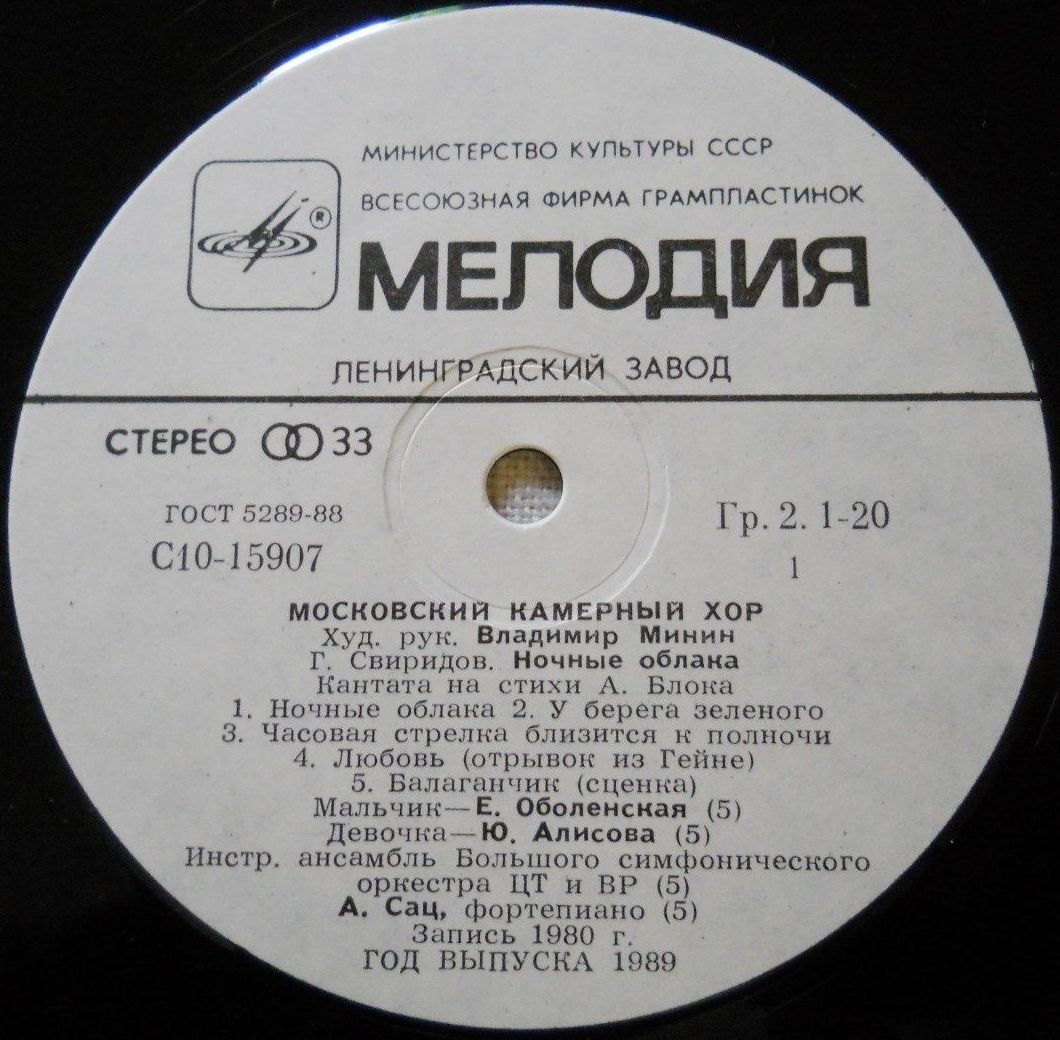 МИНИСТЕРСТВО КУЛЬТУРЫ СССР
ВСЕСОЮЗНАЯ ФИРМА ГРАМПЛАСТИНОК
®
МЕЛОДИЯ
ЛЕНИНГРАДСКИЙ ЗАВОД
СТЕРЕО 33
ГОСТ 5289-88
Гр. 2. 1-20
С10-15907
1
МОСКОВСКИЙ КАМЕРНЫЙ ХОР
Худ. рук. Владимир Минин
Г. Свиридов. Ночные облака
Кантата на стихи А. Блока
1. Ночные облака 2. У берега зеленого
3. Часовая стрелка близится к полночи
4. Любовь (отрывок из Гейне)
5. Балаганчик (сценка)
Мальчик—Е. Оболенская (5)
Девочка—Ю. Алисова (5)
Инстр. ансамбль Большого симфонического
оркестра ЦТ и ВР (5)
А. Сац, фортепиано (5)
Запись 1980 г.
ГОД ВЫПУСКА 1989